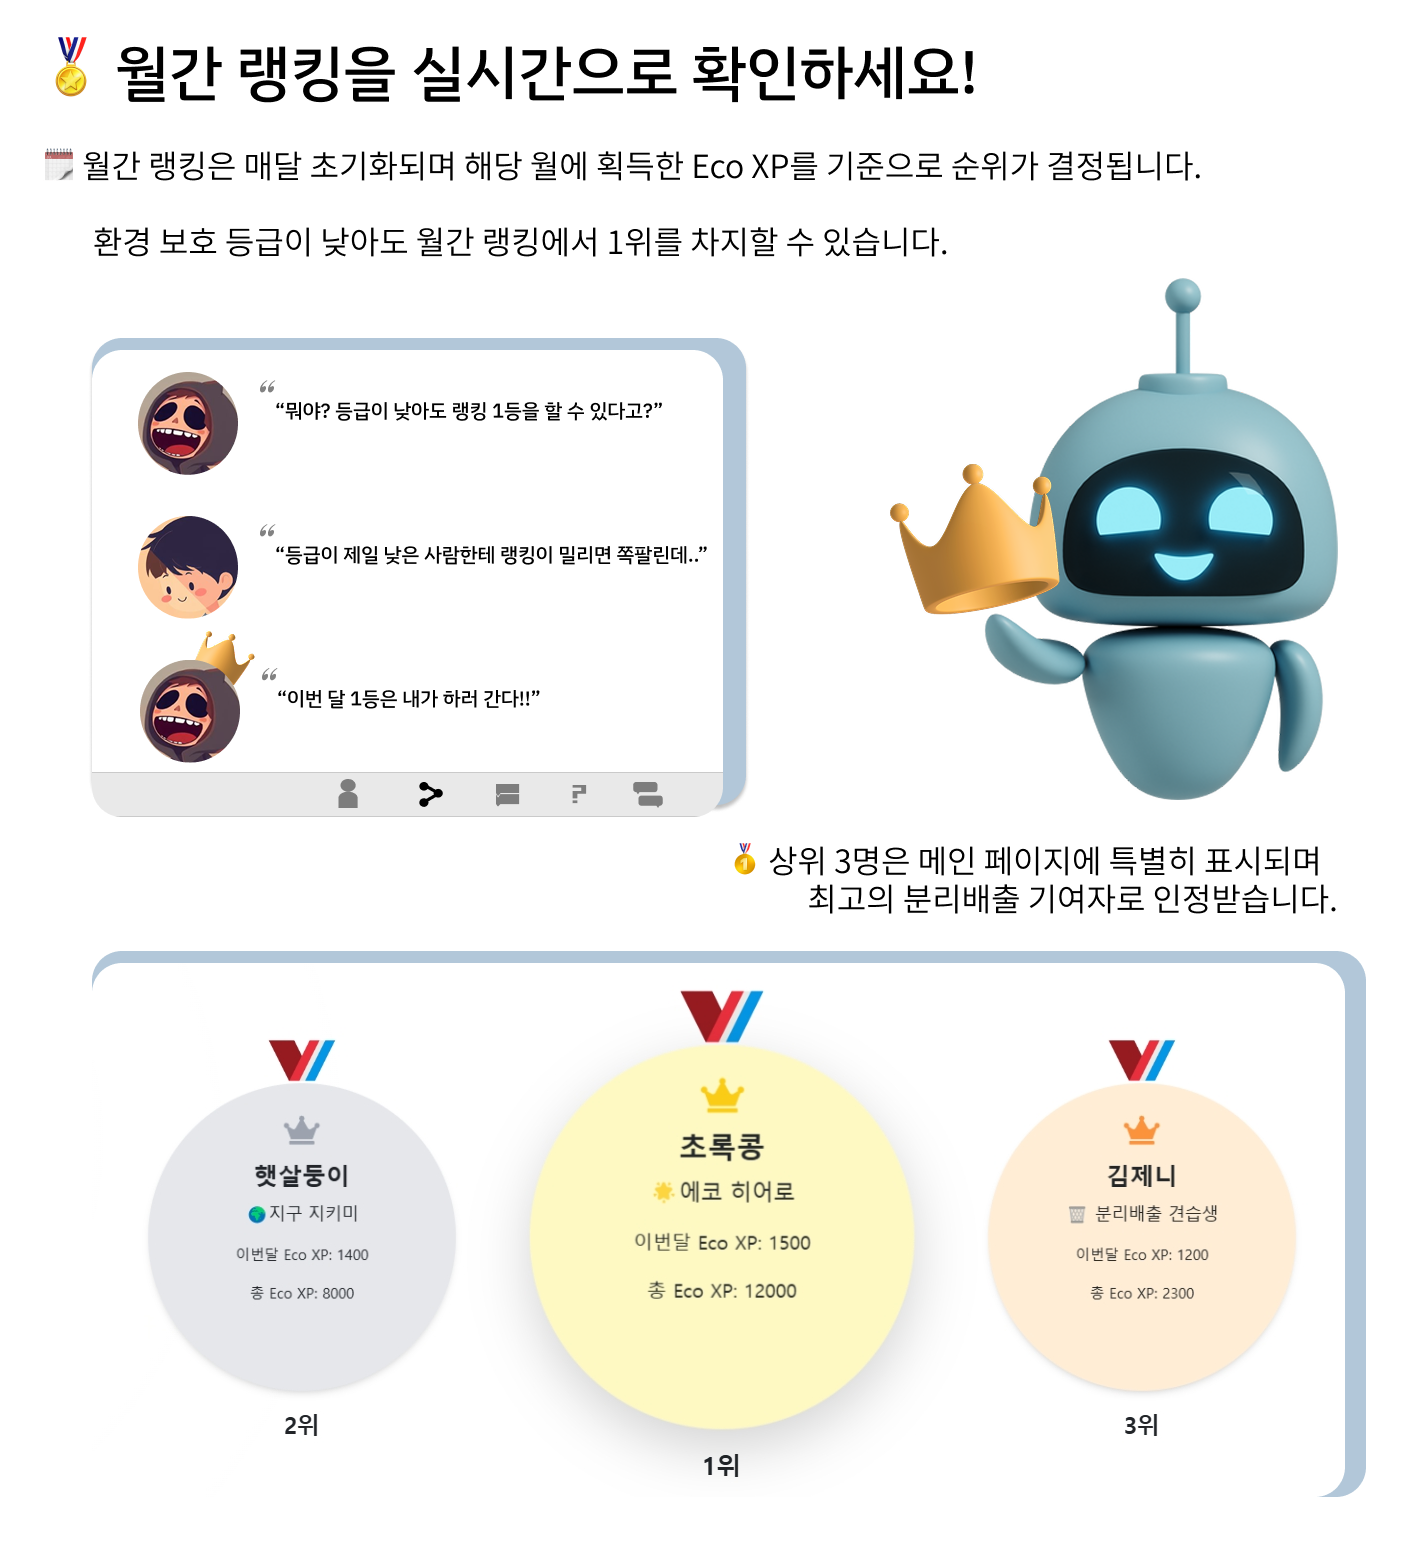 월간 랭킹을 실시간으로 확인하세요!
월간 랭킹은 매달 초기화되며 해당 월에 획득한 Eco XP를 기준으로 순위가 결정됩니다.
환경 보호 등급이 낮아도 월간 랭킹에서 1위를 차지할 수 있습니다.
“뭐야? 등급이 낮아도 랭킹 1등을 할 수 있다고?”
“등급이 제일 낮은 사람한테 랭킹이 밀리면 쪽팔린데..”
“이번 달 1등은 내가 하러 간다!!”
상위 3명은 메인 페이지에 특별히 표시되며
최고의 분리배출 기여자로 인정받습니다.
햇살둥이
지구 지키미
이번달 Eco XP: 1400
총 Eco XP: 8000
2위
초록콩
에코 히어로
이번달 Eco XP: 1500
총 Eco XP: 12000
1위
김제니
분리배출 견습생
이번달 Eco XP: 1200
총 Eco XP: 2300
3위